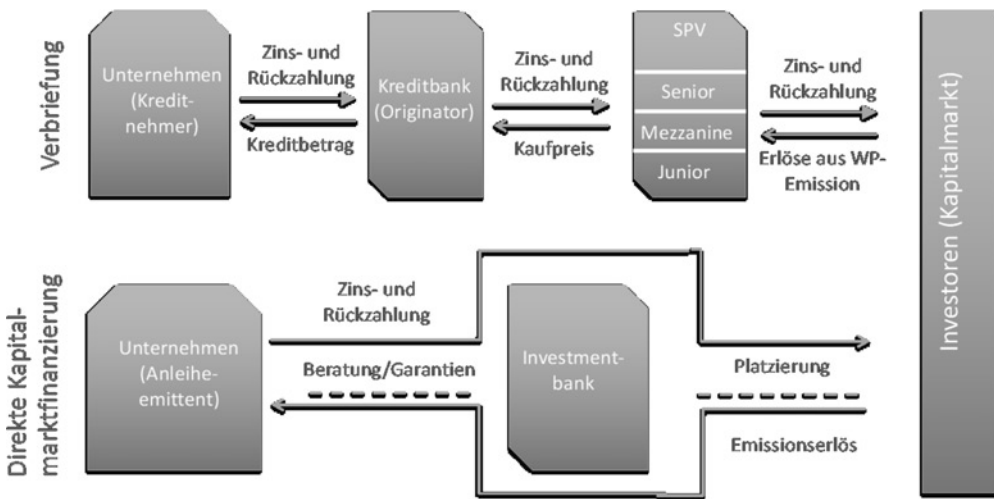 Verbriefung
Unternehmen
(Kredit-
nehmer)
Zins- und
Rückzahlung
Kreditbetrag
Kreditbank
(Originator)
Zins- und
Rückzahlung
Kaufpreis
SPV
Senior
Mezzanine
Junior
Zins- und
Rückzahlung
Erlöse aus WP-
Emission
Investoren (Kapitalmarkt)
Direkte Kapital-
marktfinanzierung
Unternehmen
(Anleihe-
emittent)
Zins- und
Rückzahlung
Beratung/Garantien
Investment-
bank
Platzierung
Emissionserlös